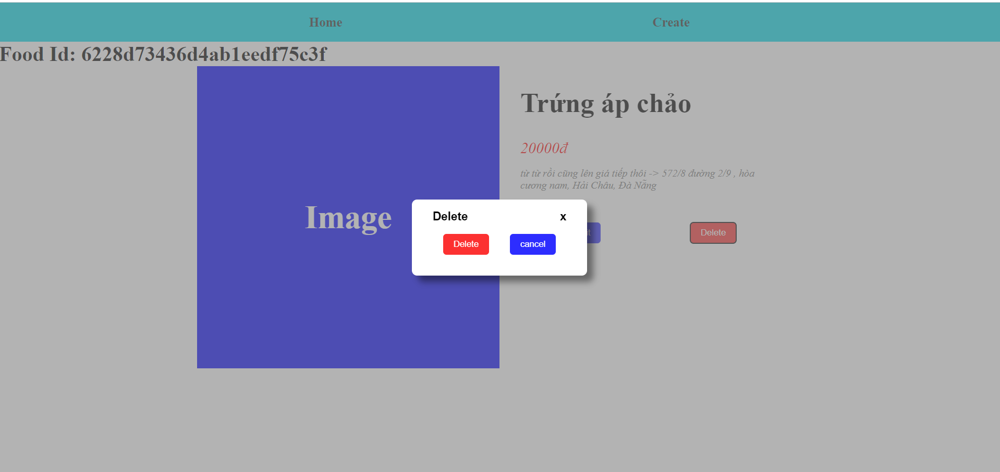 Home
Create
Food Id: 6228d73436d4ab1eedf75c3f
Image
Trứng áp chảo
20000đ
từ từ rồi cũng lên giá tiếp thôi -> 572/8 đường 2/9 , hòa
cương nam, Hải Châu, Đà Nẵng
Delete
Delete x
Delete
cancel